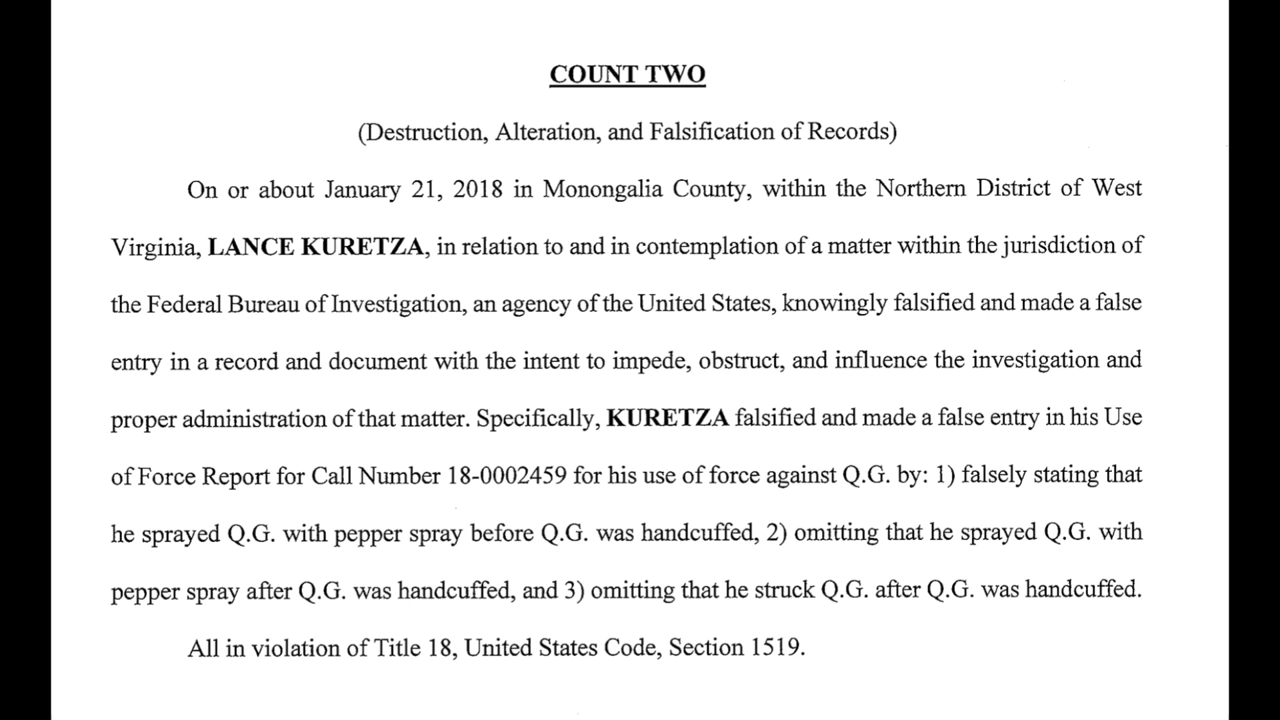 COUNT TWO
(Destruction, Alteration, and Falsification of Records)
On or about January 21, 2018 in Monongalia County, within the Northern District of West
Virginia, LANCE KURETZA, in relation to and in contemplation of a matter within the jurisdiction of
the Federal Bureau of Investigation, an agency of the United States, knowingly falsified and made a false
entry in a record and document with the intent to impede, obstruct, and influence the investigation and
proper administration of that matter. Specifically, KURETZA falsified and made a false entry in his Use
of Force Report for Call Number 18-0002459 for his use of force against Q.G. by: 1) falsely stating that
he sprayed Q.G. with pepper spray before Q.G. was handcuffed, 2) omitting that he sprayed Q.G. with
pepper spray after Q.G. was handcuffed, and 3) omitting that he struck Q.G. after Q.G. was handcuffed.
All in violation of Title 18, United States Code, Section 1519.